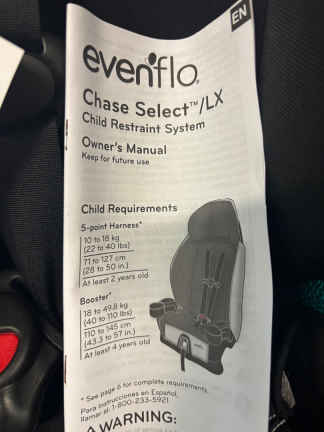 EN
evenflo®
Chase Select™/LX
Child Restraint System
Owner's Manual
Keep for future use
Child Requirements
5-point Harness*
10 to 18 kg
(22 to 40 lbs)
71 to 127 cm
(28 to 50 in.)
At least 2 years old
Booster*
18 to 49.8 kg
(40 to 110 lbs)
110 to 145 cm
(43.3 to 57 in.)
At least 4 years old
* See page 6 for complete requirements.
Para Instrucciones en Español,
llamar al: 1-800-233-5921
⚠ WARNING: